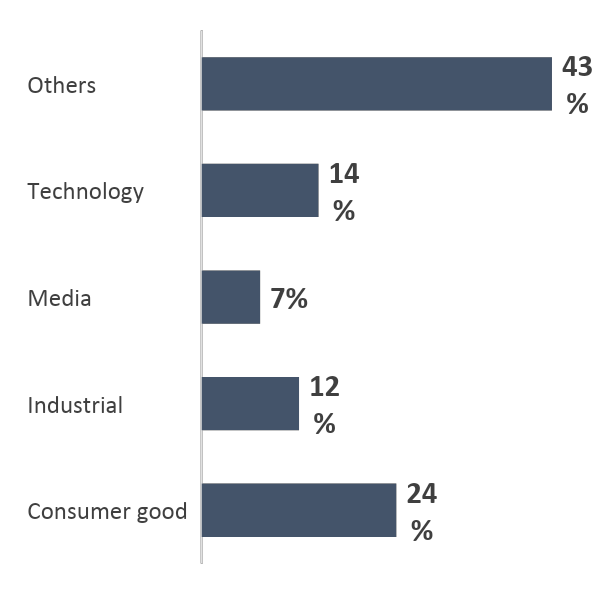 Others
43
%
Technology
14
%
Media
7%
Industrial
12
%
Consumer good
24
%